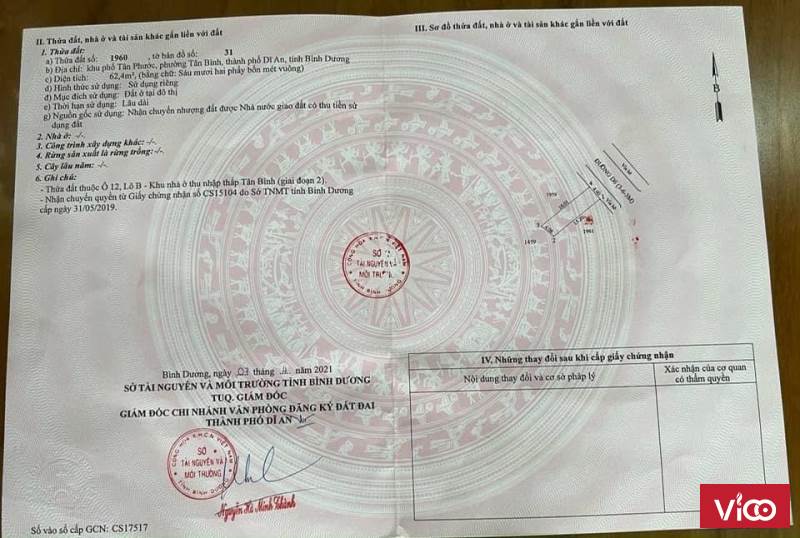 II. Thửa đất, nhà ở và tài sản khác gắn liền với đất
1. Thửa đất:
a) Thửa đất số: 1960 , tờ bản đồ số: 31
b) Địa chỉ: khu phố Tân Phước, phường Tân Bình, thành phố Dĩ An, tỉnh Bình Dương
c) Diện tích: 62,4m², (bằng chữ: Sáu mươi hai phẩy bốn mét vuông)
d) Hình thức sử dụng: Sử dụng riêng
đ) Mục đích sử dụng: Đất ở tại đô thị
e) Thời hạn sử dụng: Lâu dài
g) Nguồn gốc sử dụng: Nhận chuyển nhượng đất được Nhà nước giao đất có thu tiền sử
dụng đất
2. Nhà ở: -/-
3. Công trình xây dựng khác: -/-
4. Rừng sản xuất là rừng trồng: -/-
5. Cây lâu năm: -/-
6. Ghi chú:
- Thửa đất thuộc Ô 12, Lô B - Khu nhà ở thu nhập thấp Tân Bình (giai đoạn 2).
- Nhận chuyển quyền từ Giấy chứng nhận số CS15104 do Sở TNMT tỉnh Bình Dương
cấp ngày 31/05/2019.
SỞ
TÀI NGUYÊN VÀ
MÔI TRƯỜNG
Bình Dương, ngày 03 tháng 2021
SỞ TÀI NGUYÊN VÀ MÔI TRƯỜNG TỈNH BÌNH DƯƠNG
TUQ. GIÁM ĐỐC
GIÁM ĐỐC CHI NHÁNH VĂN PHÒNG ĐĂNG KÝ ĐẤT ĐAI
THÀNH PHỐ DĨ AN
SỞ
TÀI NGUYÊN VÀ
MÔI TRƯỜNG
TỈNH BÌNH DƯƠNG
Nguyễn Hà Minh Thành
Số vào sổ cấp GCN: CS17517
III. Sơ đồ thửa đất, nhà ở và tài sản khác gắn liền với đất
B
1959
1961
IV. Những thay đổi sau khi cấp giấy chứng nhận
Nội dung thay đổi và cơ sở pháp lý
Xác nhận của cơ quan
có thẩm quyền
vico